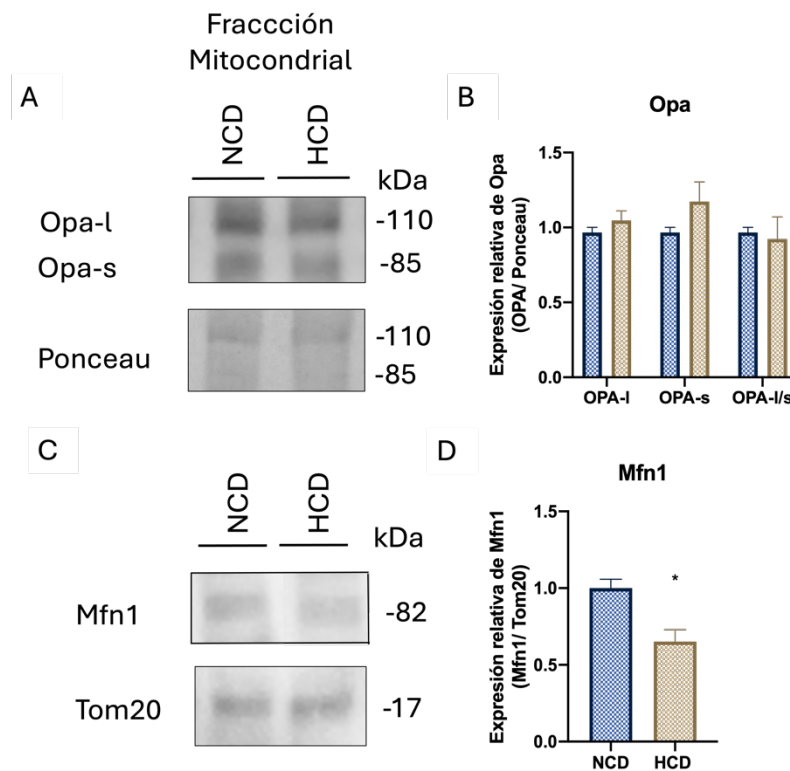 Fraccción
Mitocondrial
A
NCD
HCD
kDa
Opa-l
-110
Opa-s
-85
Ponceau
-110
-85
B
Opa
Expresión relativa de Opa
(OPA/ Ponceau)
1.5
1.0
0.5
0.0
OPA-l
OPA-s
OPA-l/s
C
NCD
HCD
kDa
Mfn1
-82
Tom20
-17
D
Mfn1
Expresión relativa de Mfn1
(Mfn1/ Tom20)
1.5
1.0
0.5
0.0
*
NCD
HCD